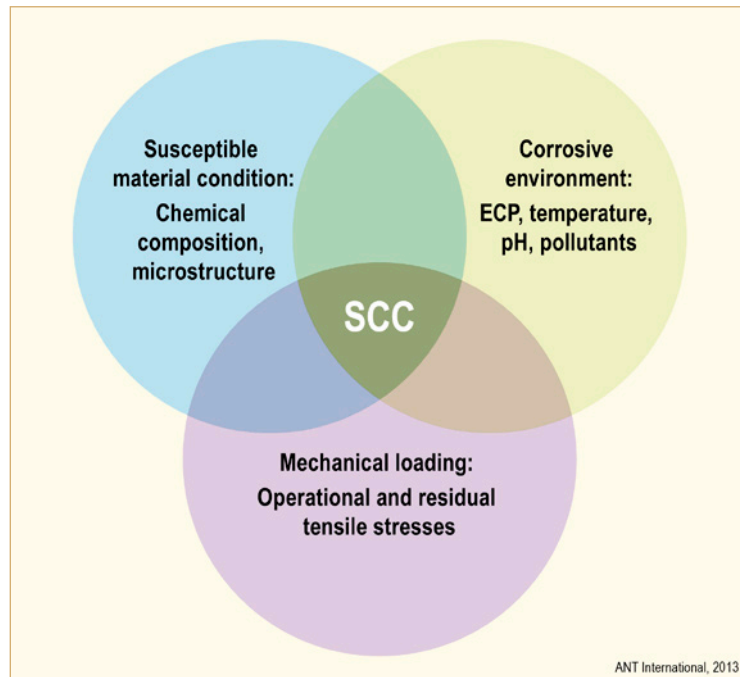 Susceptible
material condition:
Chemical
composition,
microstructure
Corrosive
environment:
ECP, temperature,
pH, pollutants
SCC
Mechanical loading:
Operational and residual
tensile stresses
ANT International, 2013